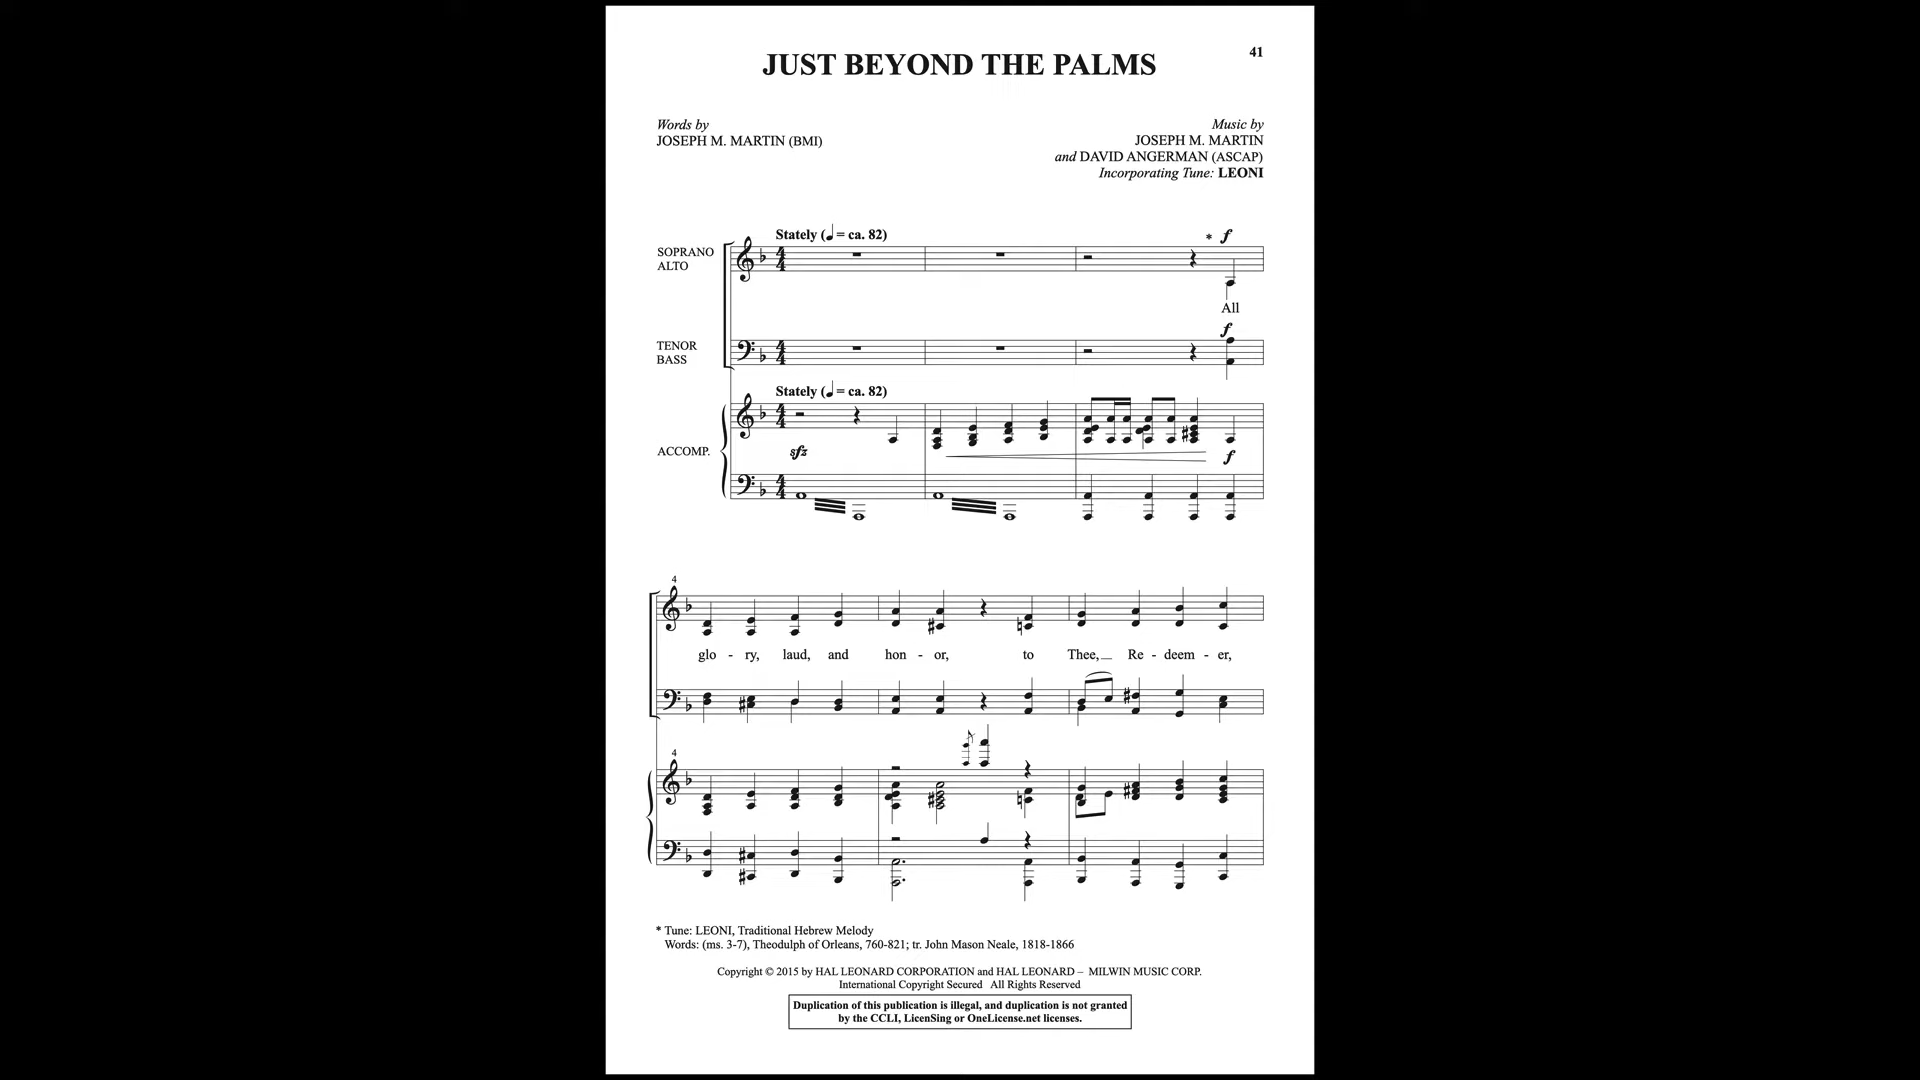 41
JUST BEYOND THE PALMS
Words by
JOSEPH M. MARTIN (BMI)
Music by
JOSEPH M. MARTIN
and DAVID ANGERMAN (ASCAP)
Incorporating Tune: LEONI
Stately (♩ = ca. 82)
* f
SOPRANO
ALTO
All
f
TENOR
BASS
Stately (♩ = ca. 82)
ACCOMP.
sfz
f
4
glo - ry, laud, and hon - or, to Thee,__ Re - deem - er,
4
* Tune: LEONI, Traditional Hebrew Melody
Words: (ms. 3-7), Theodulph of Orleans, 760-821; tr. John Mason Neale, 1818-1866
Copyright © 2015 by HAL LEONARD CORPORATION and HAL LEONARD – MILWIN MUSIC CORP.
International Copyright Secured All Rights Reserved
Duplication of this publication is illegal, and duplication is not granted
by the CCLI, LicenSing or OneLicense.net licenses.